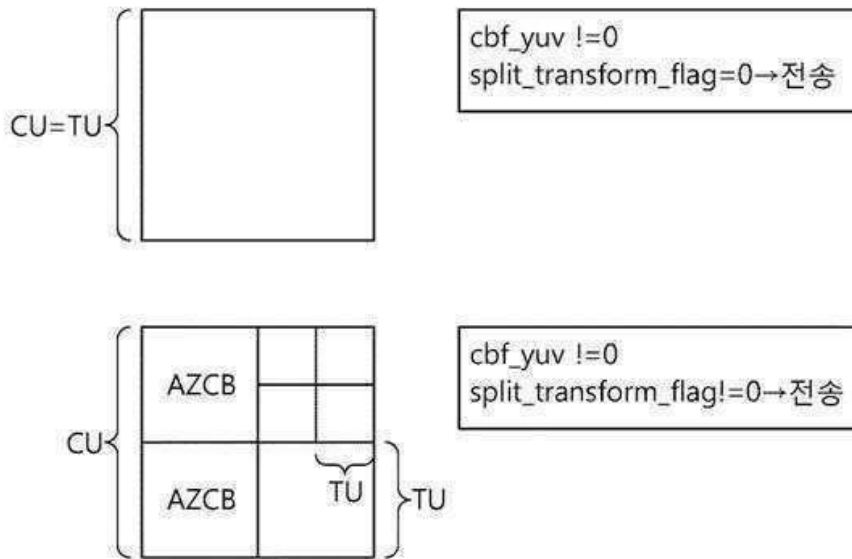 CU=TU
cbf_yuv !=0
split_transform_flag=0→전송
CU
AZCB
AZCB
TU
TU
cbf_yuv !=0
split_transform_flag!=0→전송